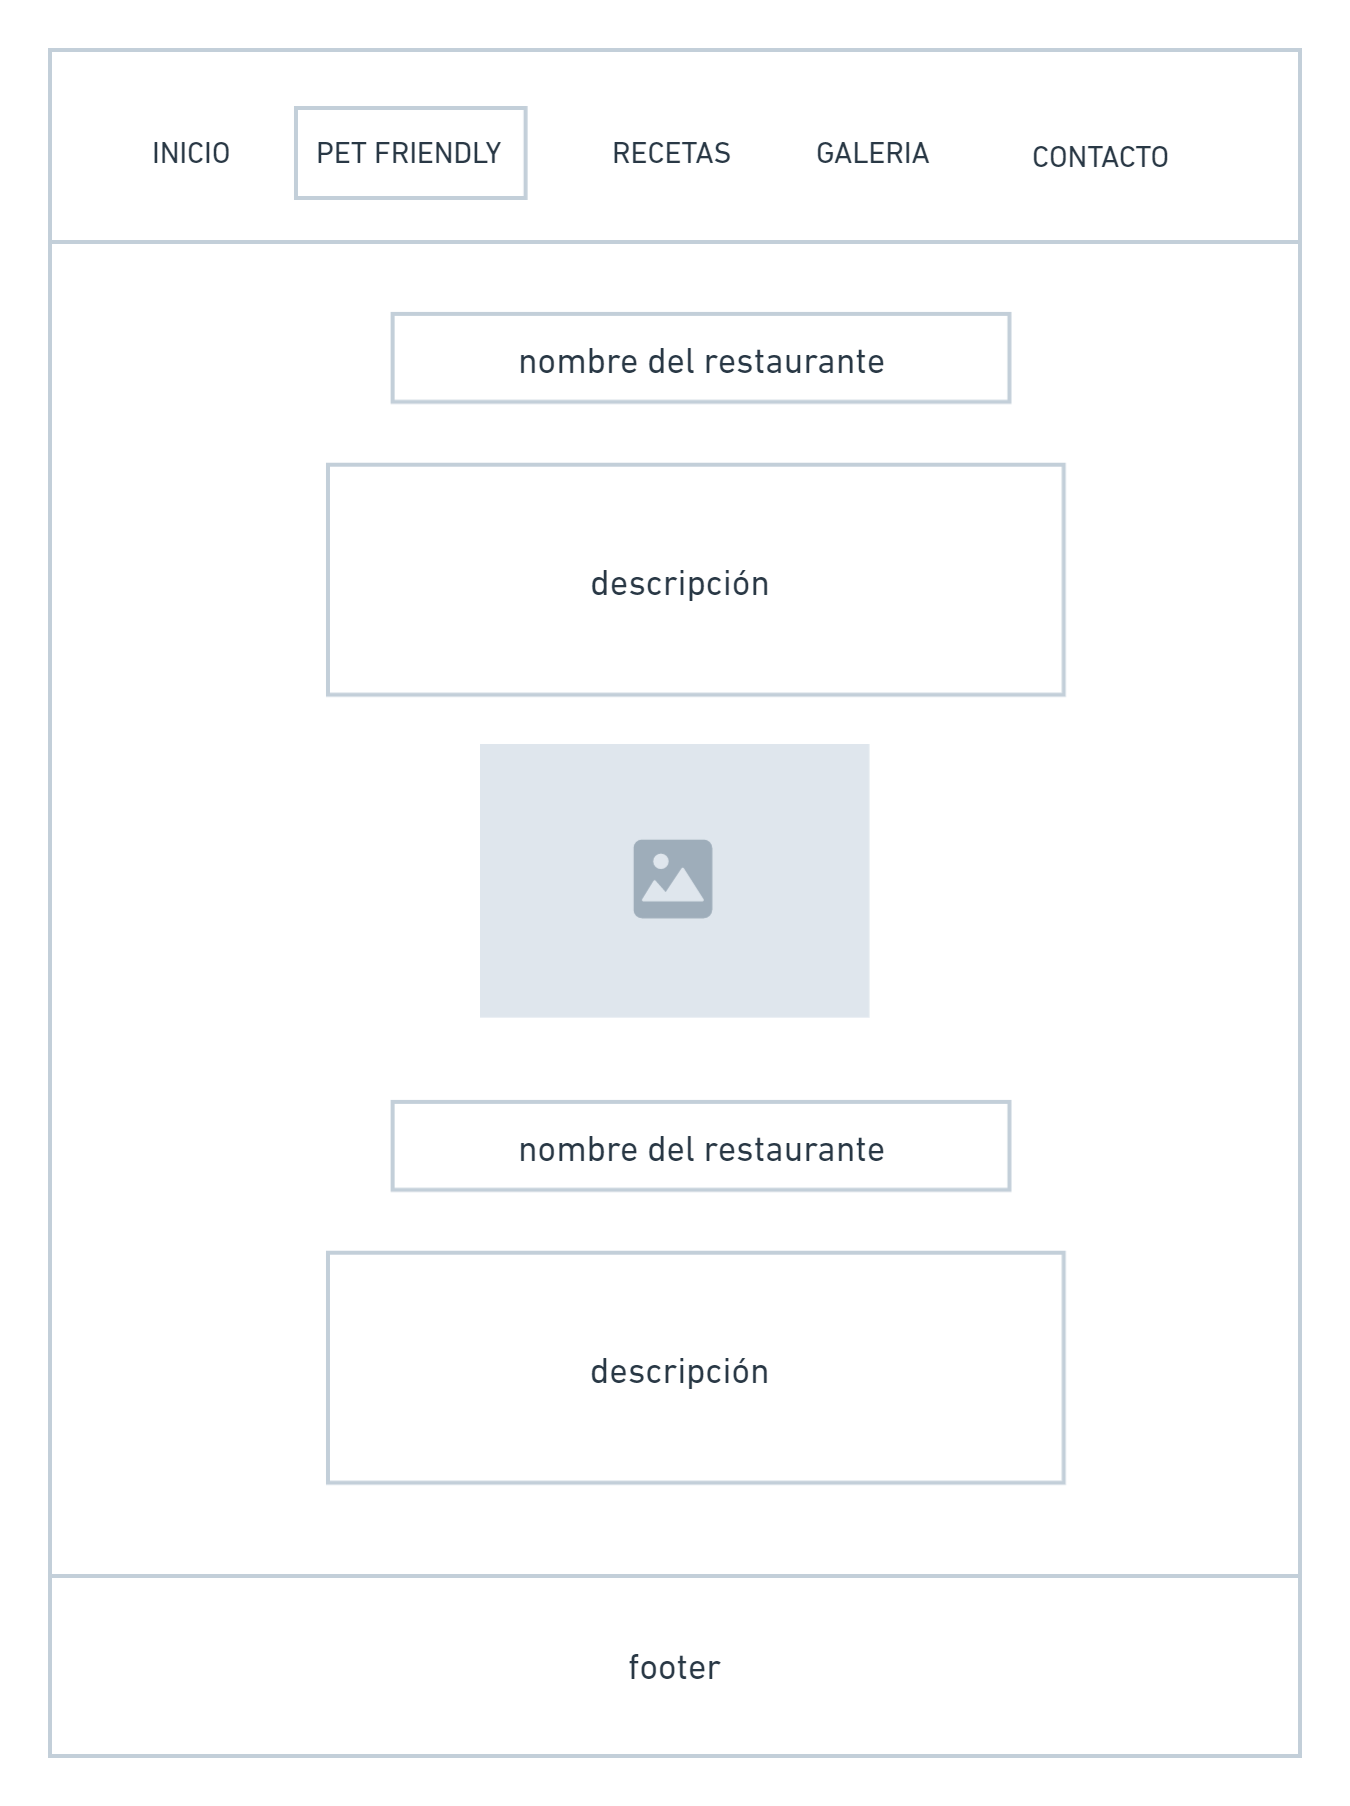 INICIO PET FRIENDLY RECETAS GALERIA CONTACTO
nombre del restaurante
descripción
nombre del restaurante
descripción
footer